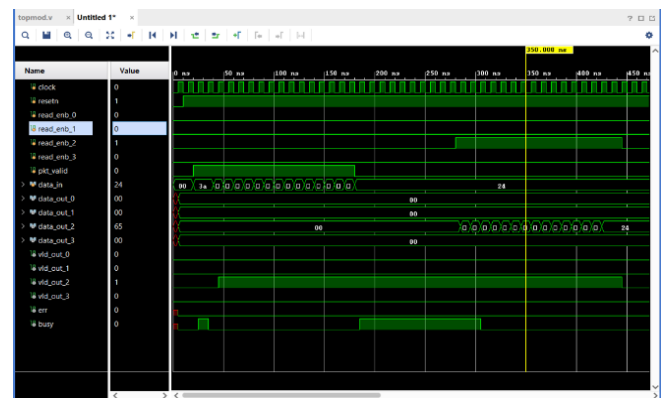 topmod.v × Untitled 1* ×
350.000 ns
Name Value
0 ns 50 ns 100 ns 150 ns 200 ns 250 ns 300 ns 350 ns 400 ns 450 ns
clock 0
resetn 1
read_enb_0 0
read_enb_1 0
read_enb_2 1
read_enb_3 0
pkt_valid 0
data_in 24 00 3a 24
data_out_0 00 00
data_out_1 00 00
data_out_2 65 00 24
data_out_3 00 00
vld_out_0 0
vld_out_1 0
vld_out_2 1
vld_out_3 0
err 0
busy 0